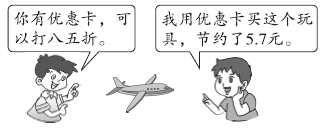 你有优惠卡，可
以打八五折。
我用优惠卡买这个玩
具，节约了5.7元。